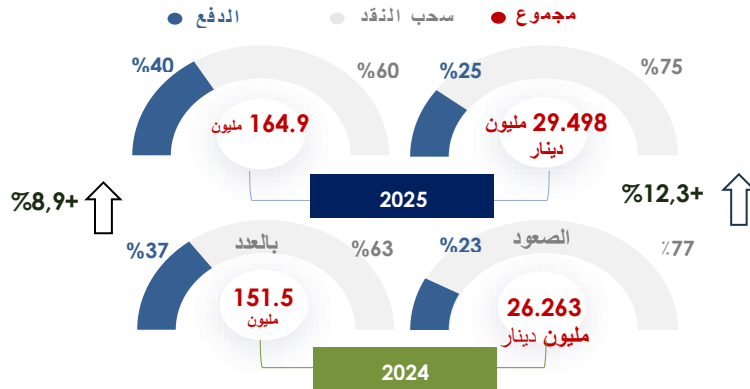 مجموع سحب النقد الدفع
%75 %25 %60 %40
29.498 مليون
دينار
164.9 مليون
%12,3+ 2025 %8,9+
الصعود بالعدد
٪77 %23 %63 %37
26.263
مليون دينار
151.5
مليون
2024